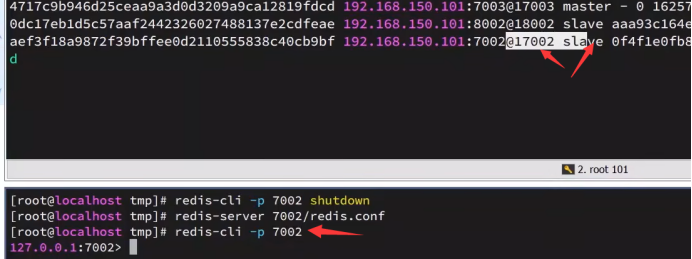 4717c9b946d25ceaa9a3d0d3209a9ca12819fdcd 192.168.150.101:7003@17003 master - 0 16257
0dc17eb1d5c57aaf2442326027488137e2cdfeae 192.168.150.101:8002@18002 slave aaa93c164e
aef3f18a9872f39bffee0d2110555838c40cb9bf 192.168.150.101:7002@17002 slave 0f4f1e0fb8
d
2. root 101
[root@localhost tmp]# redis-cli -p 7002 shutdown
[root@localhost tmp]# redis-server 7002/redis.conf
[root@localhost tmp]# redis-cli -p 7002
127.0.0.1:7002>